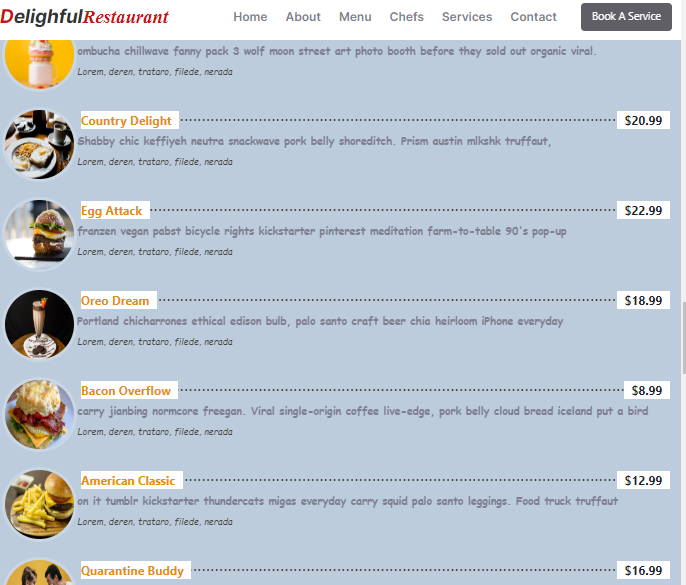 DelighfulRestaurant Home About Menu Chefs Services Contact Book A Service
ombucha chillwave fanny pack 3 wolf moon street art photo booth before they sold out organic viral.
Lorem, deren, trataro, filede, nerada
Country Delight $20.99
Shabby chic keffiyeh neutra snackwave pork belly shoreditch. Prism austin mlkshk truffaut,
Lorem, deren, trataro, filede, nerada
Egg Attack $22.99
franzen vegan pabst bicycle rights kickstarter pinterest meditation farm-to-table 90's pop-up
Lorem, deren, trataro, filede, nerada
Oreo Dream $18.99
Portland chicharrones ethical edison bulb, palo santo craft beer chia heirloom iPhone everyday
Lorem, deren, trataro, filede, nerada
Bacon Overflow $8.99
carry jianbing normcore freegan. Viral single-origin coffee live-edge, pork belly cloud bread iceland put a bird
Lorem, deren, trataro, filede, nerada
American Classic $12.99
on it tumblr kickstarter thundercats migas everyday carry squid palo santo leggings. Food truck truffaut
Lorem, deren, trataro, filede, nerada
Quarantine Buddy $16.99